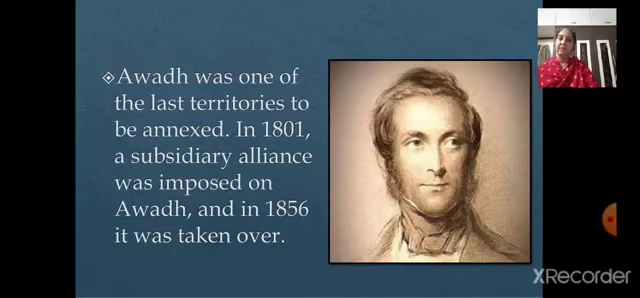 Awadh was one of
the last territories to
be annexed. In 1801,
a subsidiary alliance
was imposed on
Awadh, and in 1856
it was taken over.
XRecorder